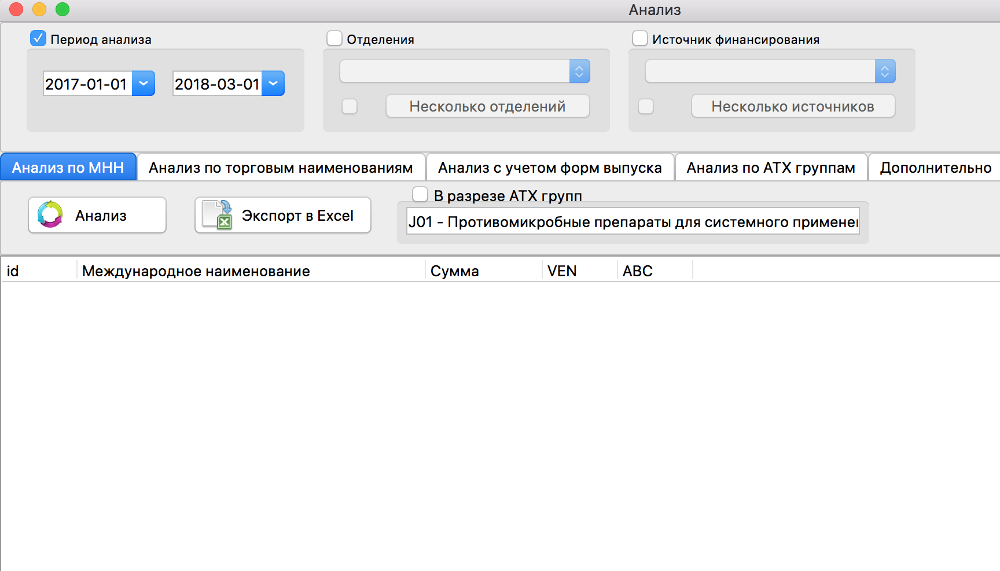 Анализ
Период анализа
Отделения
Источник финансирования
2017-01-01
2018-03-01
Несколько отделений
Несколько источников
Анализ по МНН
Анализ по торговым наименованиям
Анализ с учетом форм выпуска
Анализ по АТХ группам
Дополнительно
В разрезе АТХ групп
Анализ
Экспорт в Excel
J01 - Противомикробные препараты для системного примене
id
Международное наименование
Сумма
VEN
ABC